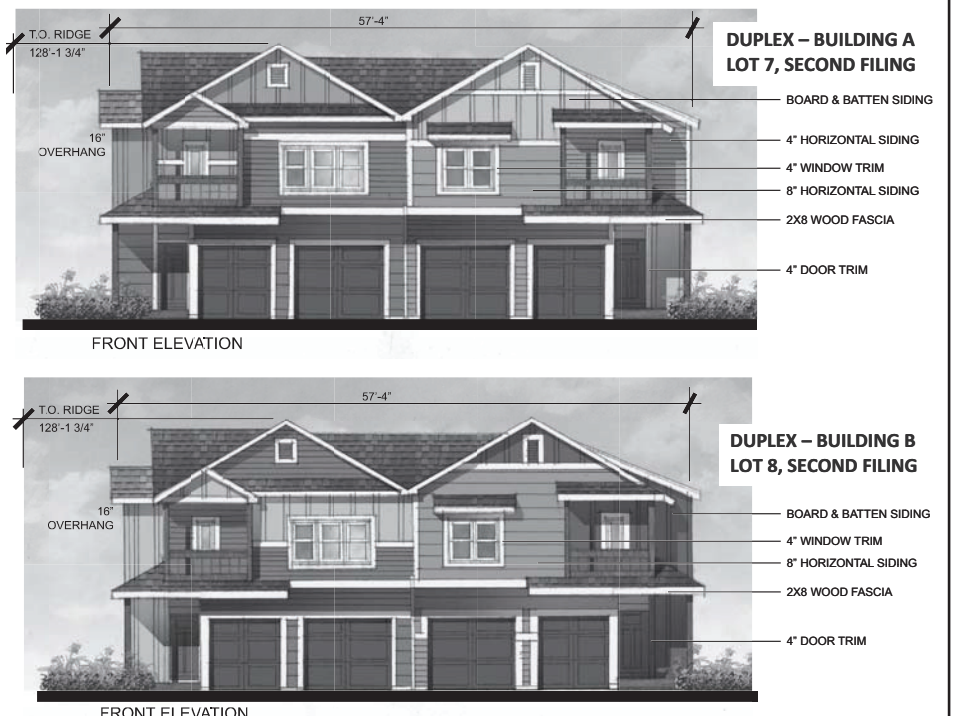 57'-4"
T.O. RIDGE
128'-1 3/4"
DUPLEX – BUILDING A
LOT 7, SECOND FILING
BOARD & BATTEN SIDING
16"
OVERHANG
4" HORIZONTAL SIDING
4" WINDOW TRIM
8" HORIZONTAL SIDING
2X8 WOOD FASCIA
4" DOOR TRIM
FRONT ELEVATION
57'-4"
T.O. RIDGE
128'-1 3/4"
DUPLEX – BUILDING B
LOT 8, SECOND FILING
16"
OVERHANG
BOARD & BATTEN SIDING
4" WINDOW TRIM
8" HORIZONTAL SIDING
2X8 WOOD FASCIA
4" DOOR TRIM
FRONT ELEVATION